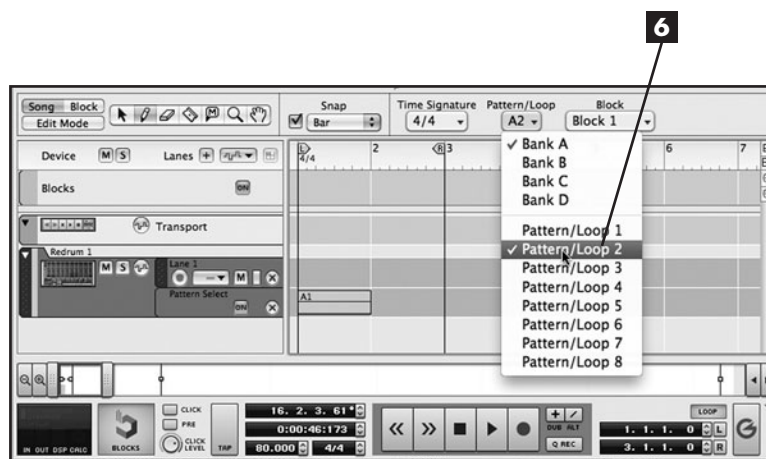 6
Song Block
Edit Mode
Snap
Bar
Time Signature
4/4
Pattern/Loop
A2
Block
Block 1
Device M S Lanes
4/4
2
R 3
6
7
✓ Bank A
Bank B
Bank C
Bank D
Pattern/Loop 1
✓ Pattern/Loop 2
Pattern/Loop 3
Pattern/Loop 4
Pattern/Loop 5
Pattern/Loop 6
Pattern/Loop 7
Pattern/Loop 8
Blocks ON
Transport
Redrum 1
M S
Lane 1
M
Pattern Select
ON
A1
IN OUT DSP CALC
BLOCKS
CLICK
PRE
CLICK LEVEL
TAP
16. 2. 3. 61*
0:00:46:173
80.000 4/4
DUB ALT
Q REC
LOOP
1. 1. 1. 0 L
3. 1. 1. 0 R